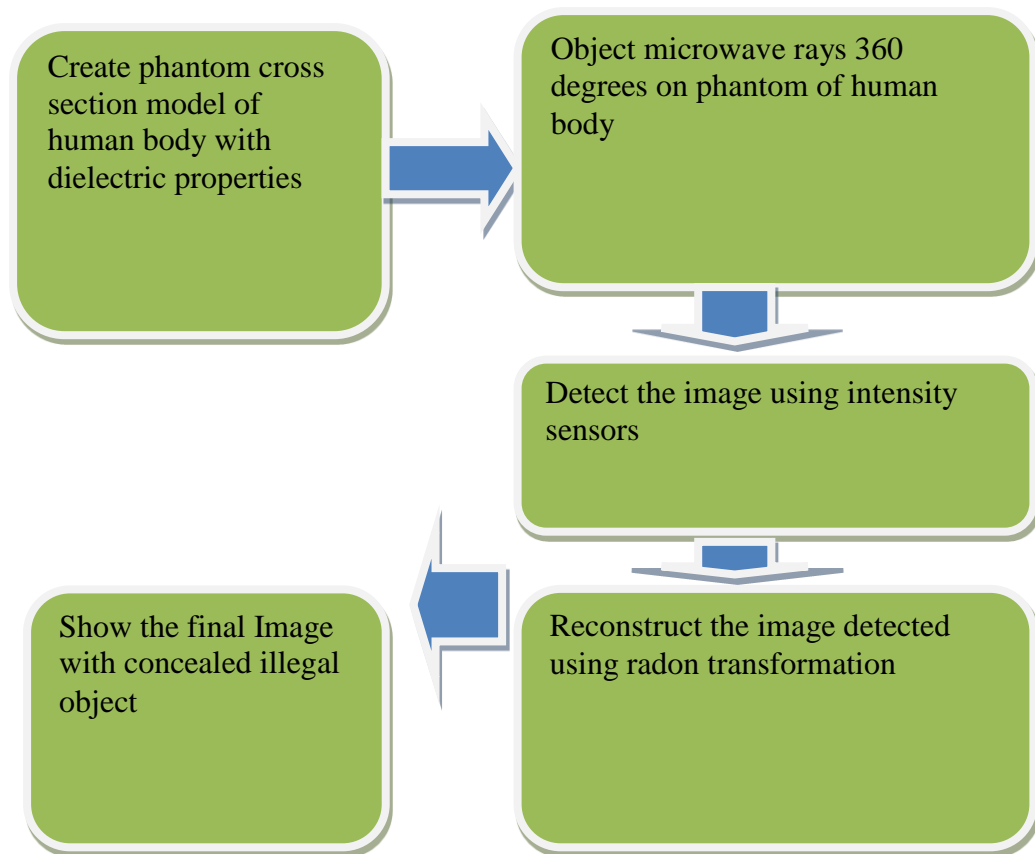 Create phantom cross
section model of
human body with
dielectric properties
Object microwave rays 360
degrees on phantom of human
body
Detect the image using intensity
sensors
Reconstruct the image detected
using radon transformation
Show the final Image
with concealed illegal
object